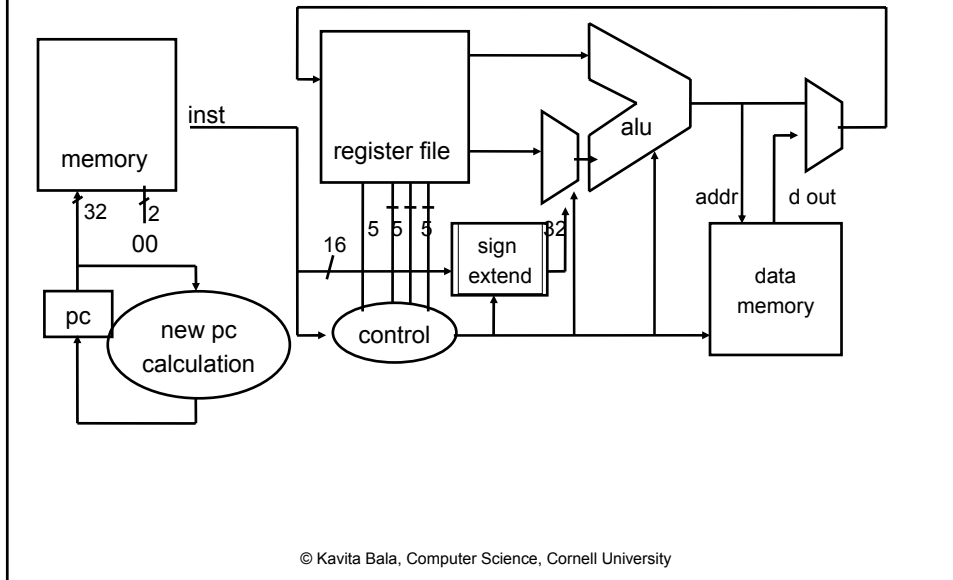 inst
memory
32
2
00
pc
new pc
calculation
register file
5
5
5
16
sign
extend
32
control
alu
addr
d out
data
memory
© Kavita Bala, Computer Science, Cornell University